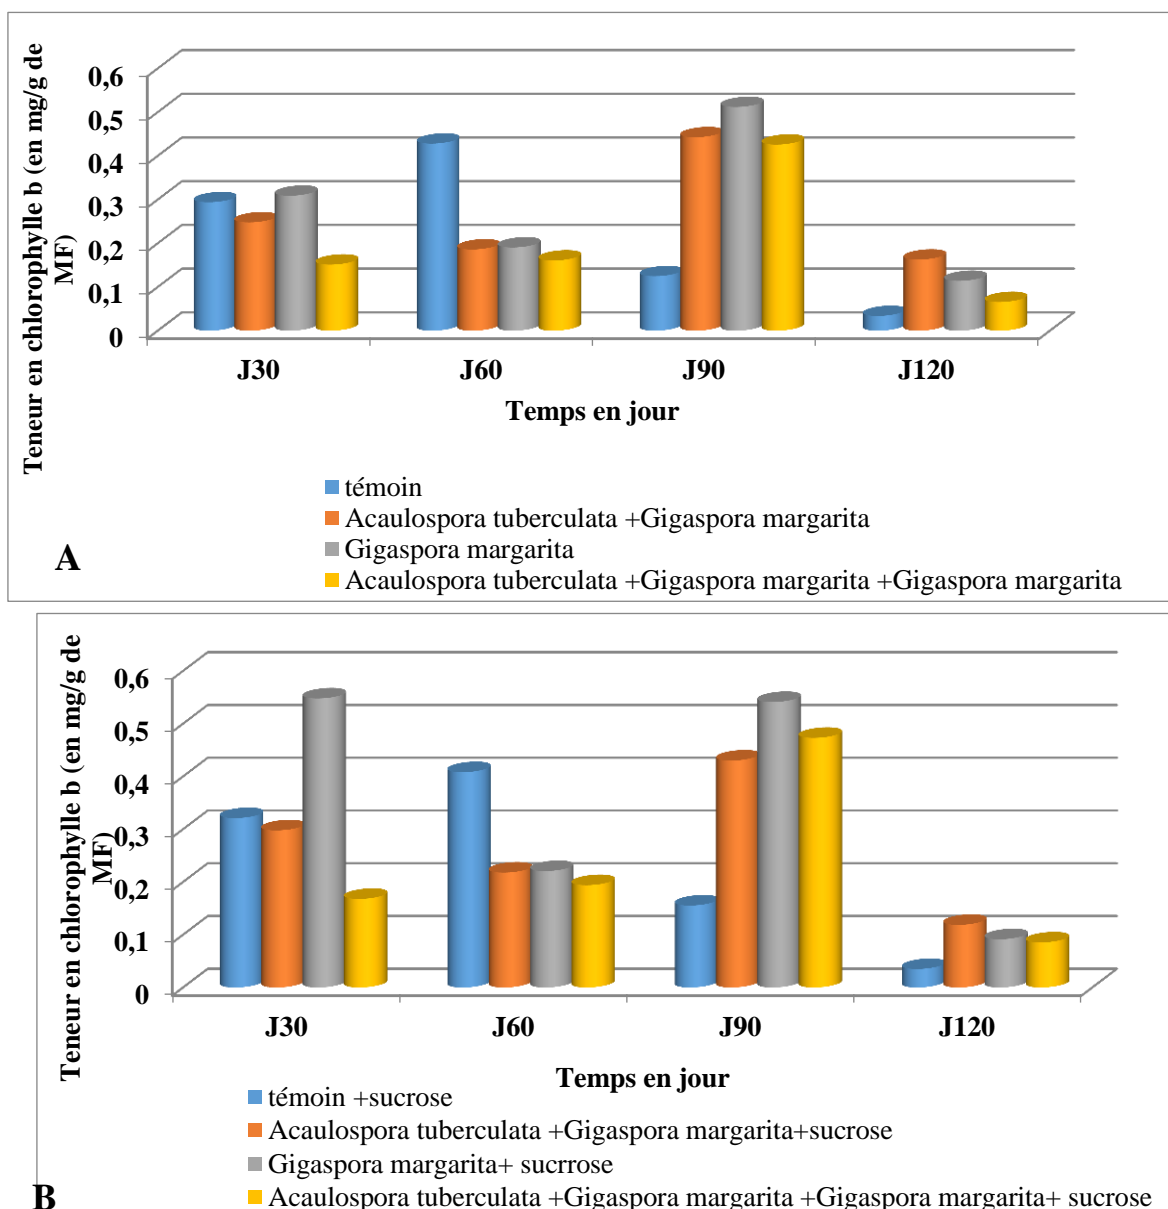 Teneur en chlorophylle b (en mg/g de
MF)
0,6
0,5
0,4
0,3
0,2
0,1
0
J30 J60 J90 J120
Temps en jour
témoin
Acaulospora tuberculata +Gigaspora margarita
Gigaspora margarita
Acaulospora tuberculata +Gigaspora margarita +Gigaspora margarita
A
Teneur en chlorophylle b (en mg/g de
MF)
0,6
0,5
0,4
0,3
0,2
0,1
0
J30 J60 J90 J120
Temps en jour
témoin +sucrose
Acaulospora tuberculata +Gigaspora margarita+sucrose
Gigaspora margarita+ sucrrose
Acaulospora tuberculata +Gigaspora margarita +Gigaspora margarita+ sucrose
B